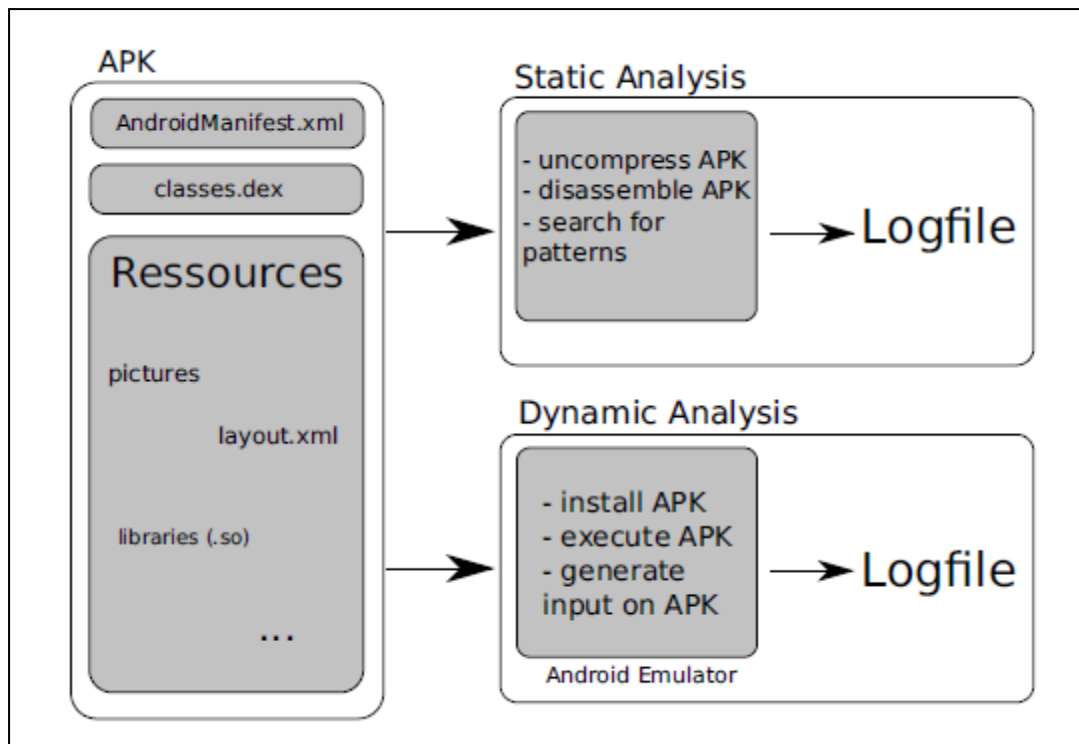 APK
AndroidManifest.xml
classes.dex
Ressources
pictures
layout.xml
libraries (.so)
...
Static Analysis
- uncompress APK
- disassemble APK
- search for
patterns
Logfile
Dynamic Analysis
- install APK
- execute APK
- generate
input on APK
Android Emulator
Logfile